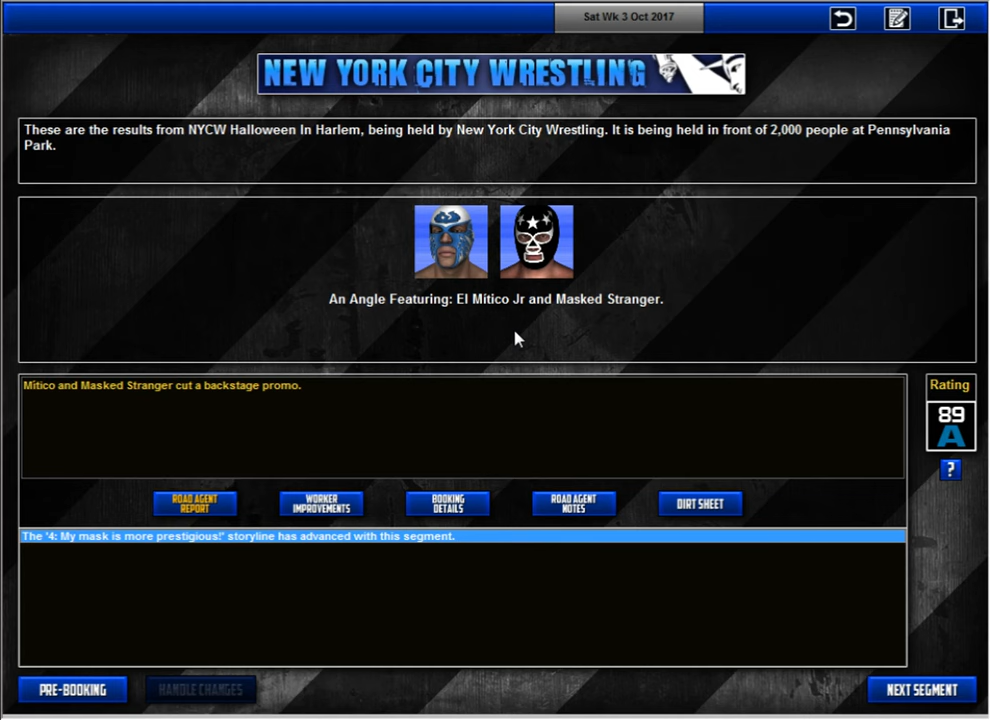 Sat Wk 3 Oct 2017
NEW YORK CITY WRESTLING
These are the results from NYCW Halloween In Harlem, being held by New York City Wrestling. It is being held in front of 2,000 people at Pennsylvania
Park.
An Angle Featuring: El Mítico Jr and Masked Stranger.
Mítico and Masked Stranger cut a backstage promo.
Rating
89
A
?
ROAD AGENT
REPORT
WORKER
IMPROVEMENTS
BOOKING
DETAILS
ROAD AGENT
NOTES
DIRT SHEET
The '4: My mask is more prestigious!' storyline has advanced with this segment.
PRE-BOOKING
HANDLE CHANGES
NEXT SEGMENT